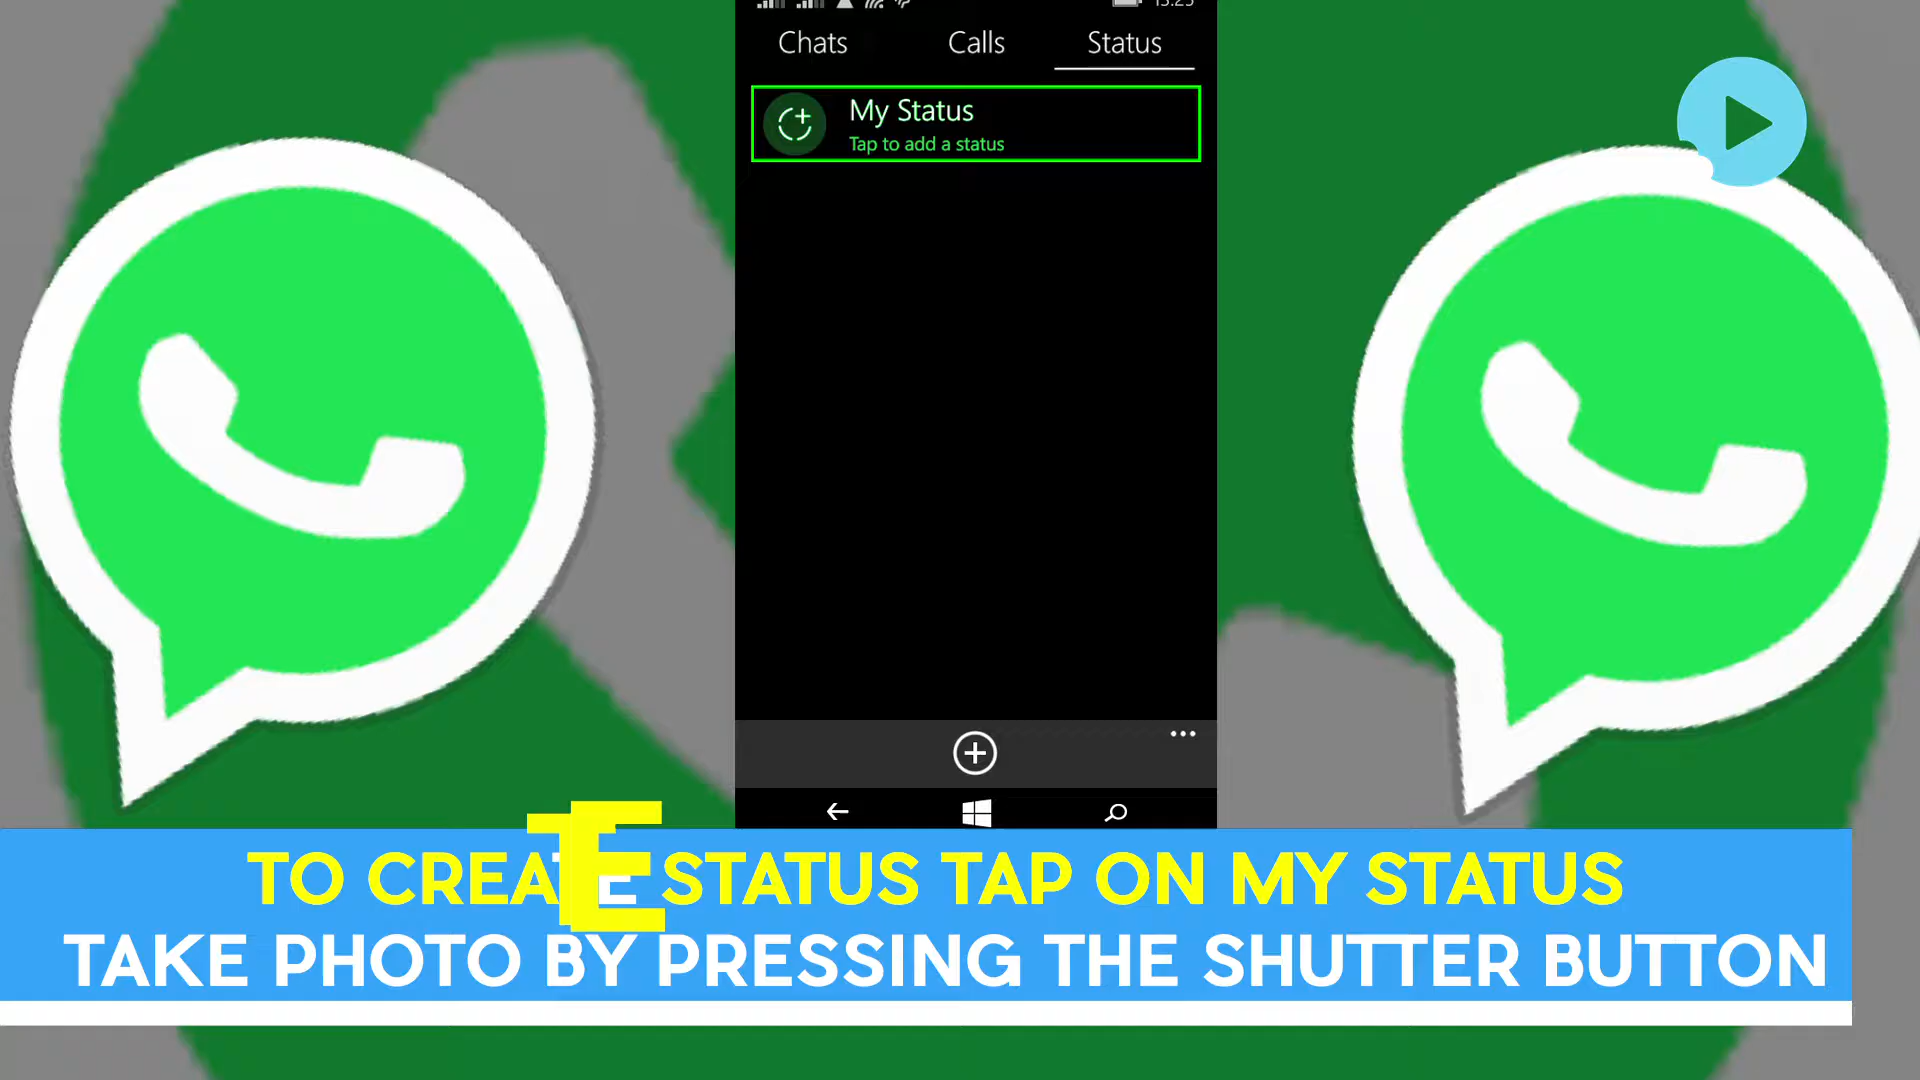 Chats Calls Status
My Status
Tap to add a status
TO CREATE STATUS TAP ON MY STATUS
TAKE PHOTO BY PRESSING THE SHUTTER BUTTON